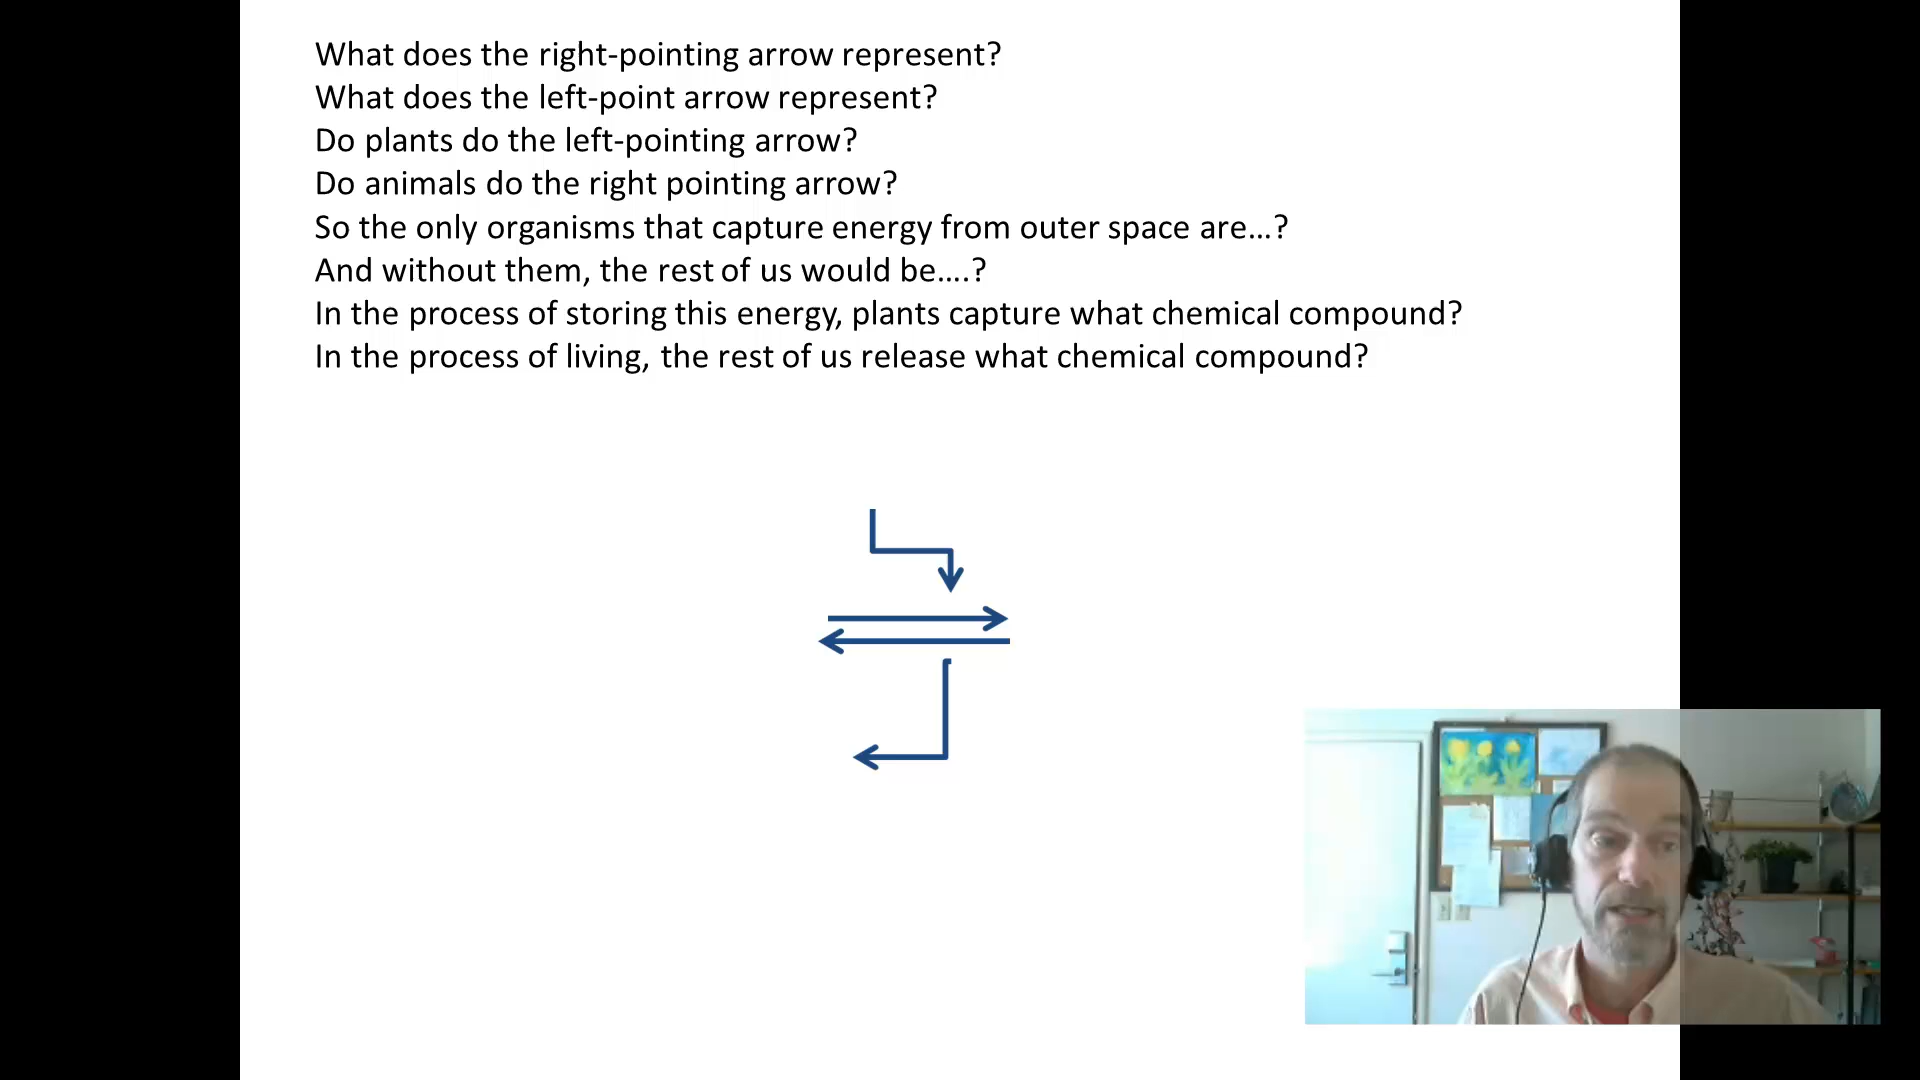 What does the right-pointing arrow represent?
What does the left-point arrow represent?
Do plants do the left-pointing arrow?
Do animals do the right pointing arrow?
So the only organisms that capture energy from outer space are...?
And without them, the rest of us would be....?
In the process of storing this energy, plants capture what chemical compound?
In the process of living, the rest of us release what chemical compound?